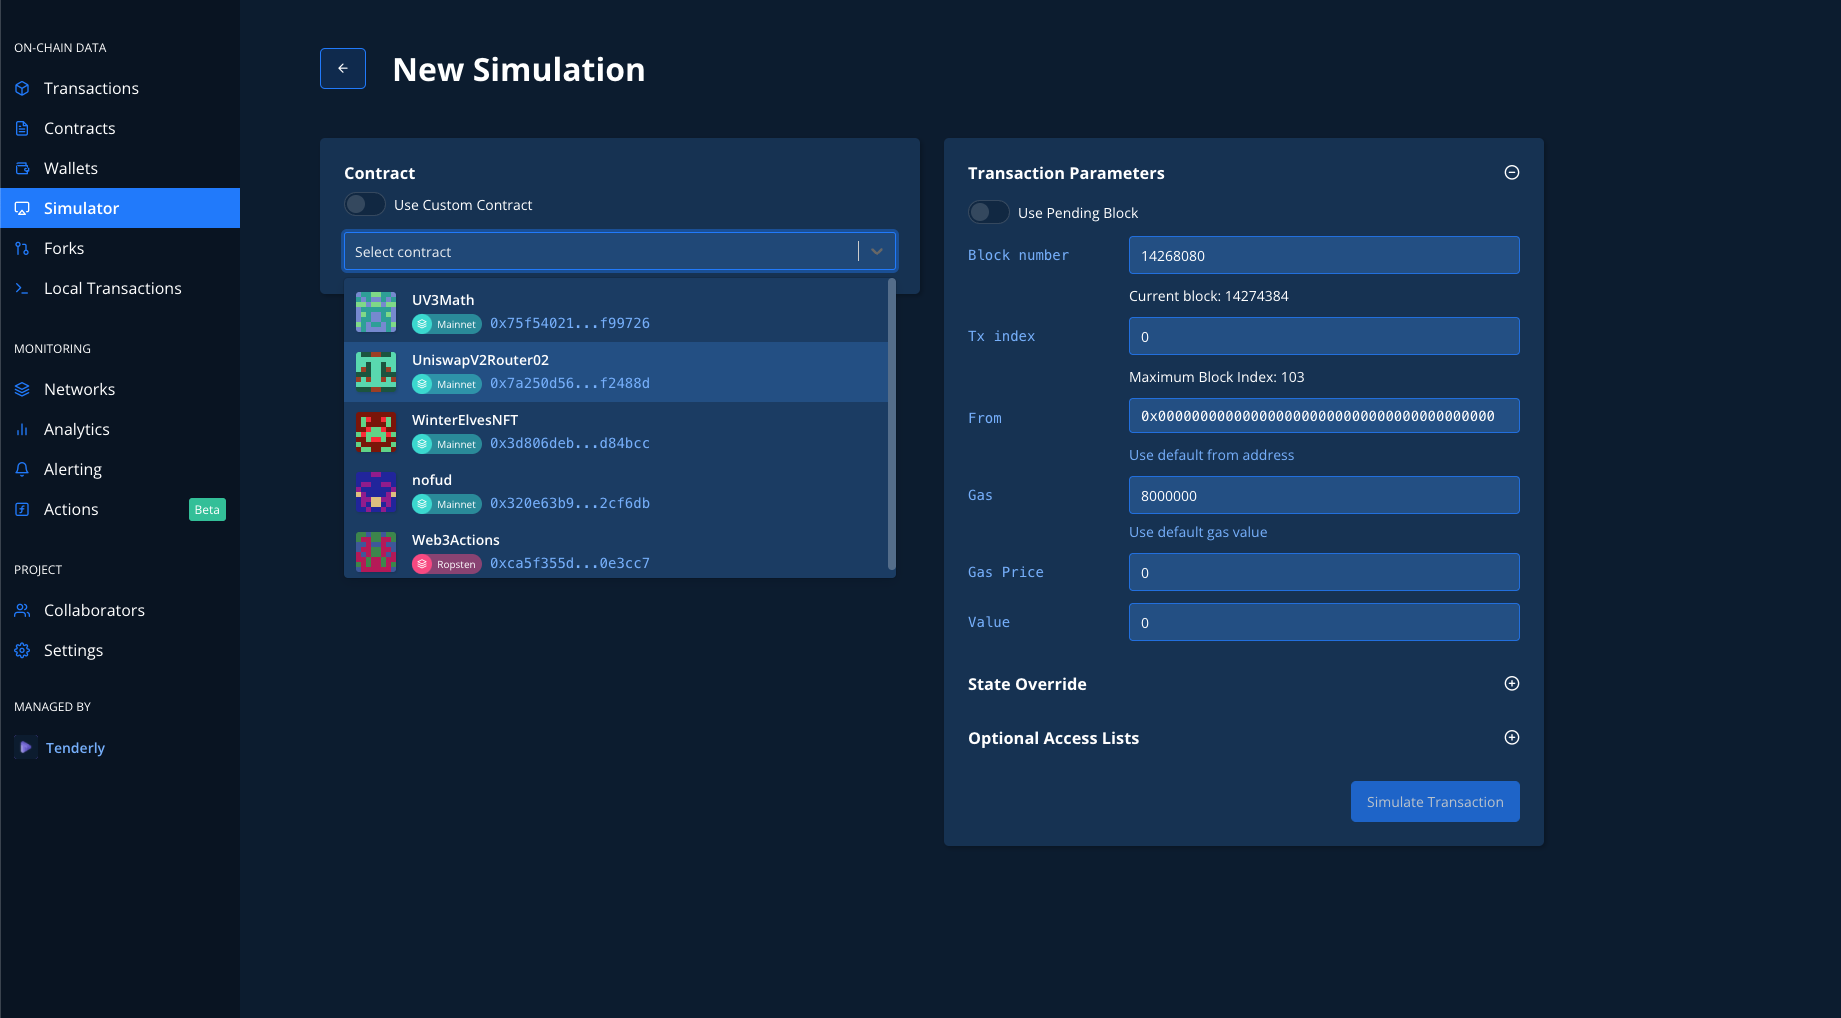 ON-CHAIN DATA
Transactions
Contracts
Wallets
Simulator
Forks
Local Transactions
MONITORING
Networks
Analytics
Alerting
Actions
Beta
PROJECT
Collaborators
Settings
MANAGED BY
Tenderly
New Simulation
Contract
Use Custom Contract
Select contract
UV3Math
Mainnet 0x75f54021...f99726
UniswapV2Router02
Mainnet 0x7a250d56...f2488d
WinterElvesNFT
Mainnet 0x3d806deb...d84bcc
nofud
Mainnet 0x320e63b9...2cf6db
Web3Actions
Ropsten 0xca5f355d...0e3cc7
Transaction Parameters
Use Pending Block
Block number 14268080
Current block: 14274384
Tx index 0
Maximum Block Index: 103
From 0x0000000000000000000000000000000000000000
Use default from address
Gas 8000000
Use default gas value
Gas Price 0
Value 0
State Override
Optional Access Lists
Simulate Transaction